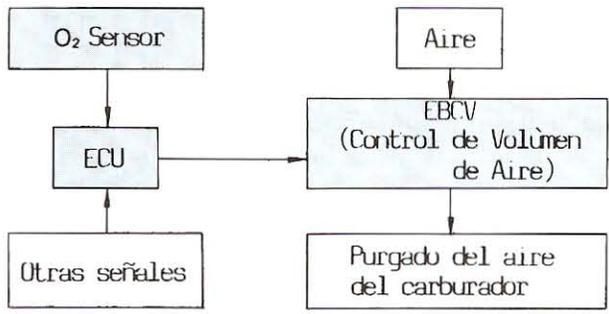 O₂ Sensor
Aire
EBCV
(Control de Volùmen
de Aire)
ECU
Otras señales
Purgado del aire
del carburador